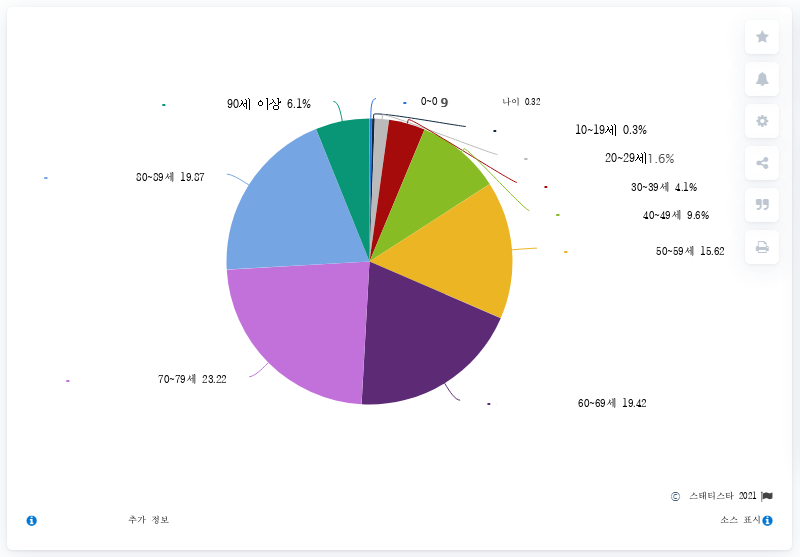 90세 이상 6.1%
0~0 9 나이 0.32
10~19세 0.3%
20~29세 1.6%
30~39세 4.1%
40~49세 9.6%
50~59세 15.62
60~69세 19.42
70~79세 23.22
80~89세 19.87
© 스태티스타 2021
추가 정보
소스 표시